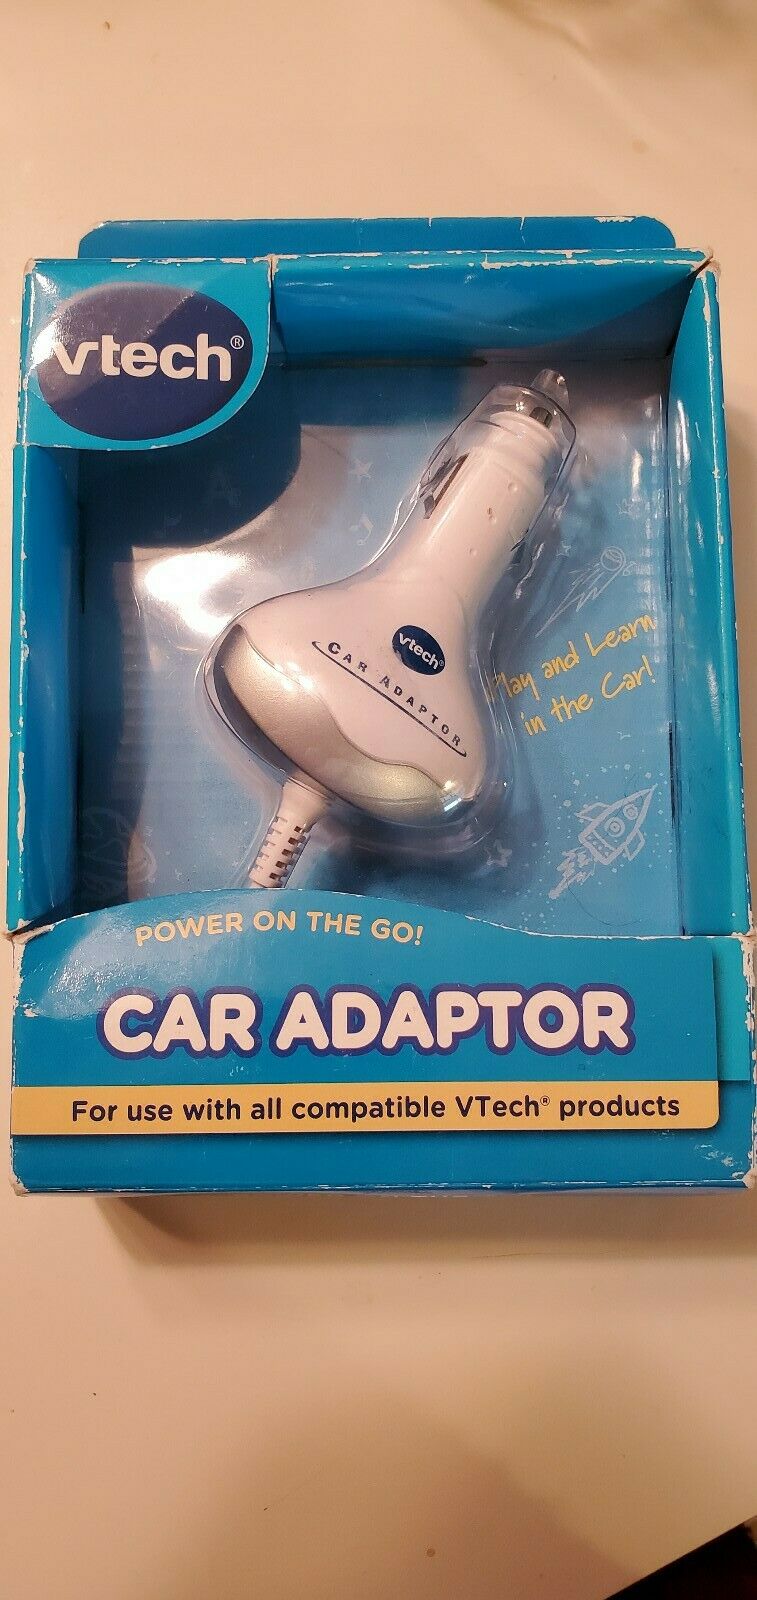 vtech®
vtech®
CAR ADAPTOR
Play and Learn
in the Car!
POWER ON THE GO!
CAR ADAPTOR
For use with all compatible VTech® products